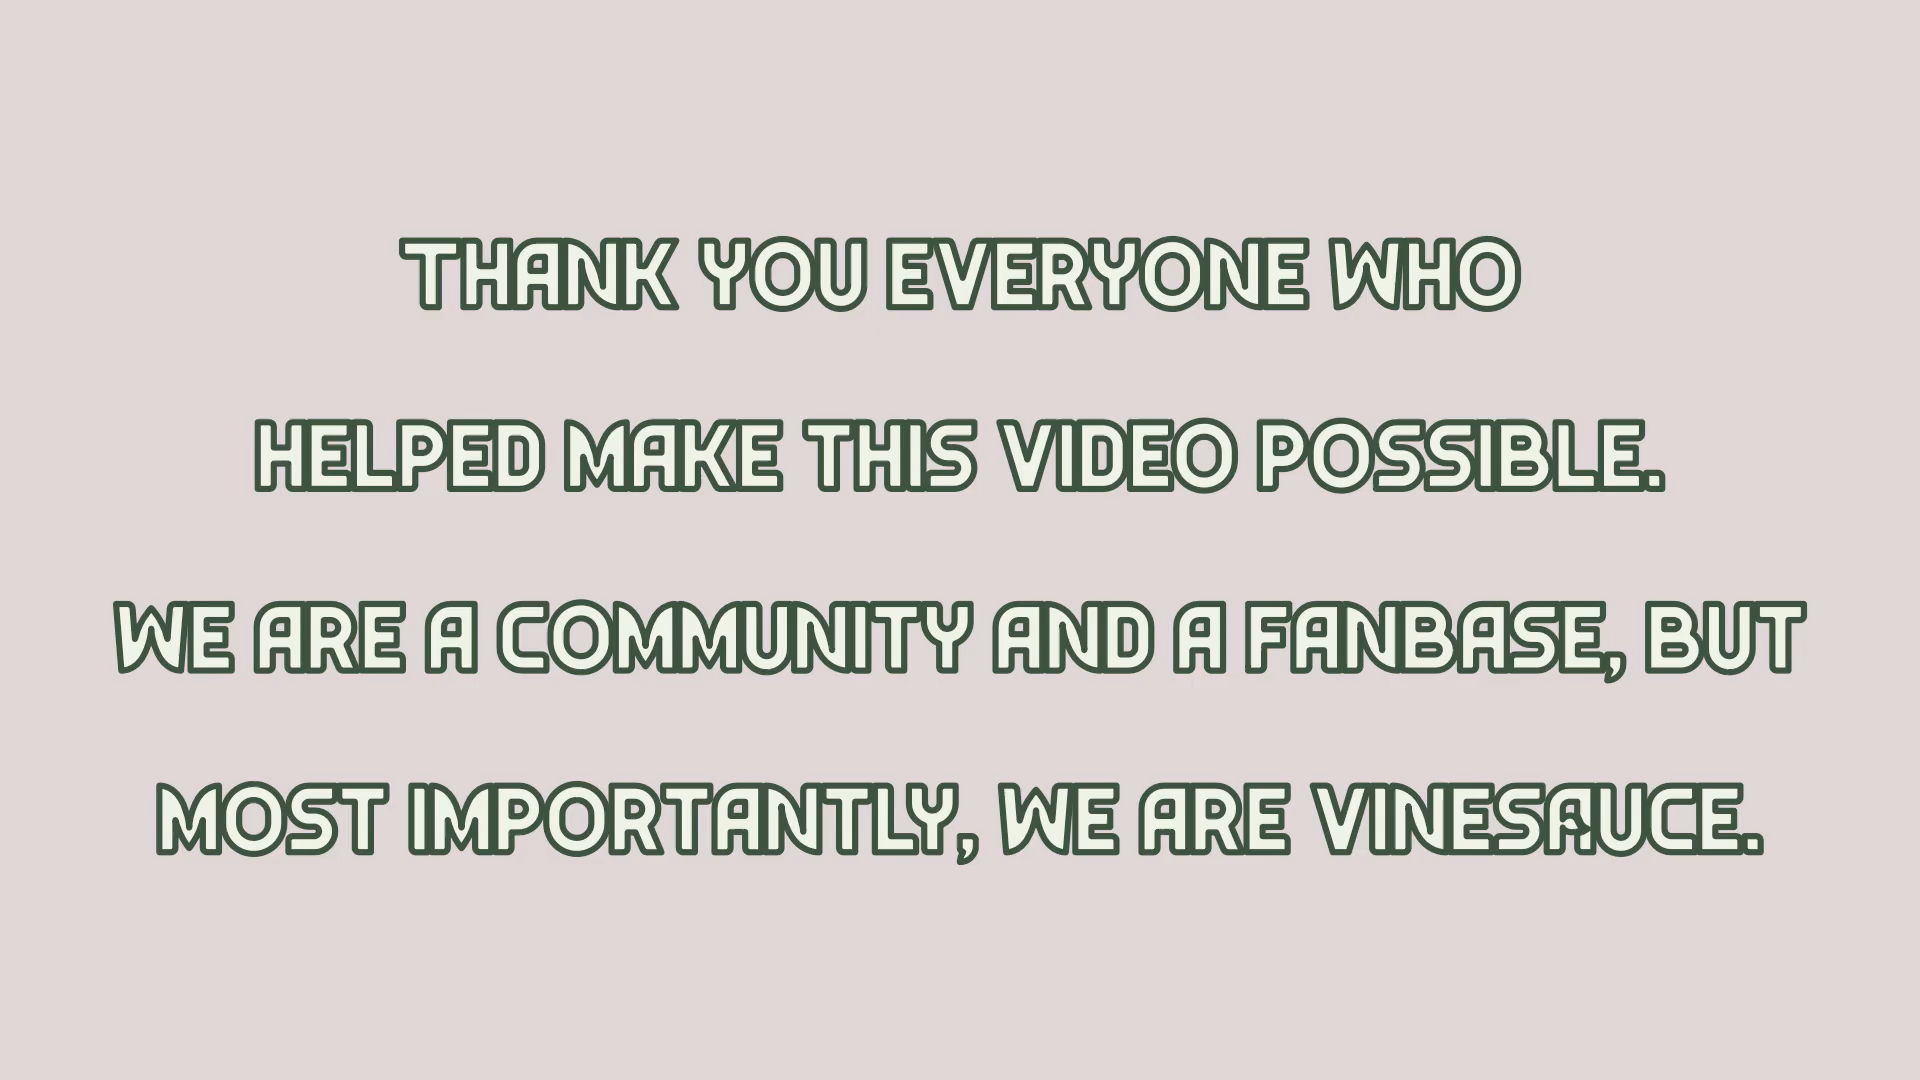 THANK YOU EVERYONE WHO
HELPED MAKE THIS VIDEO POSSIBLE.
WE ARE A COMMUNITY AND A FANBASE, BUT
MOST IMPORTANTLY, WE ARE VINESAUCE.